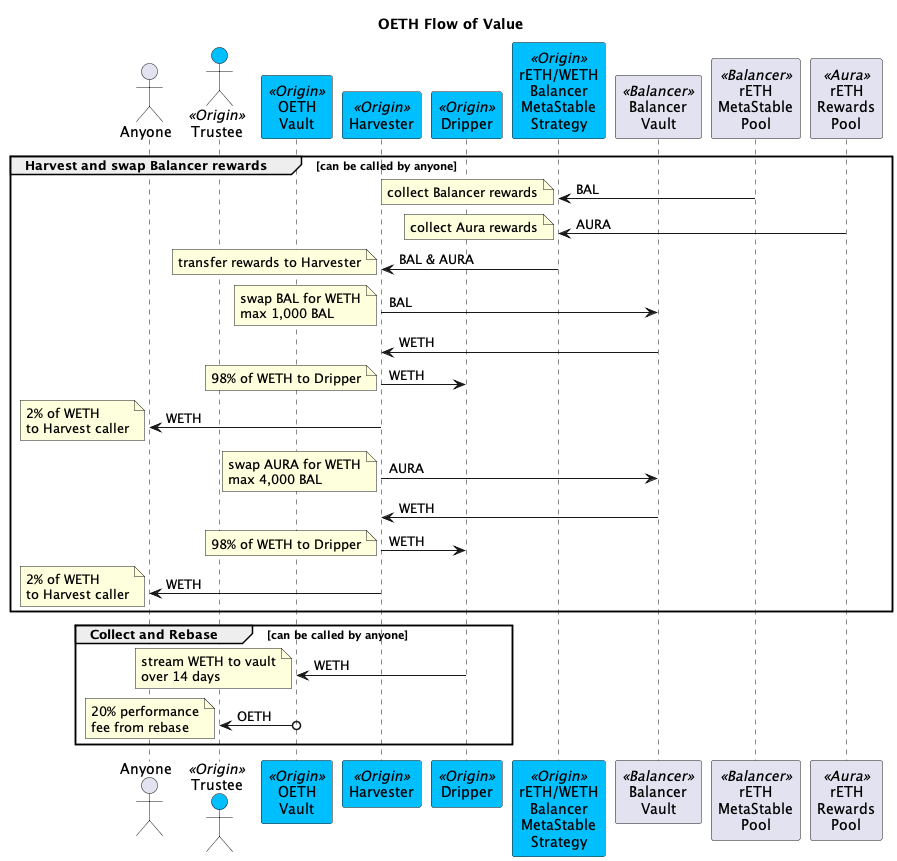 OETH Flow of Value
Anyone
«Origin»
Trustee
«Origin»
OETH
Vault
«Origin»
Harvester
«Origin»
Dripper
«Origin»
rETH/WETH
Balancer
MetaStable
Strategy
«Balancer»
Balancer
Vault
«Balancer»
rETH
MetaStable
Pool
«Aura»
rETH
Rewards
Pool
Harvest and swap Balancer rewards [can be called by anyone]
collect Balancer rewards
BAL
collect Aura rewards
AURA
transfer rewards to Harvester
BAL & AURA
swap BAL for WETH
max 1,000 BAL
BAL
WETH
98% of WETH to Dripper
WETH
2% of WETH
to Harvest caller
WETH
swap AURA for WETH
max 4,000 BAL
AURA
WETH
98% of WETH to Dripper
WETH
2% of WETH
to Harvest caller
WETH
Collect and Rebase [can be called by anyone]
stream WETH to vault
over 14 days
WETH
20% performance
fee from rebase
OETH
Anyone
«Origin»
Trustee
«Origin»
OETH
Vault
«Origin»
Harvester
«Origin»
Dripper
«Origin»
rETH/WETH
Balancer
MetaStable
Strategy
«Balancer»
Balancer
Vault
«Balancer»
rETH
MetaStable
Pool
«Aura»
rETH
Rewards
Pool